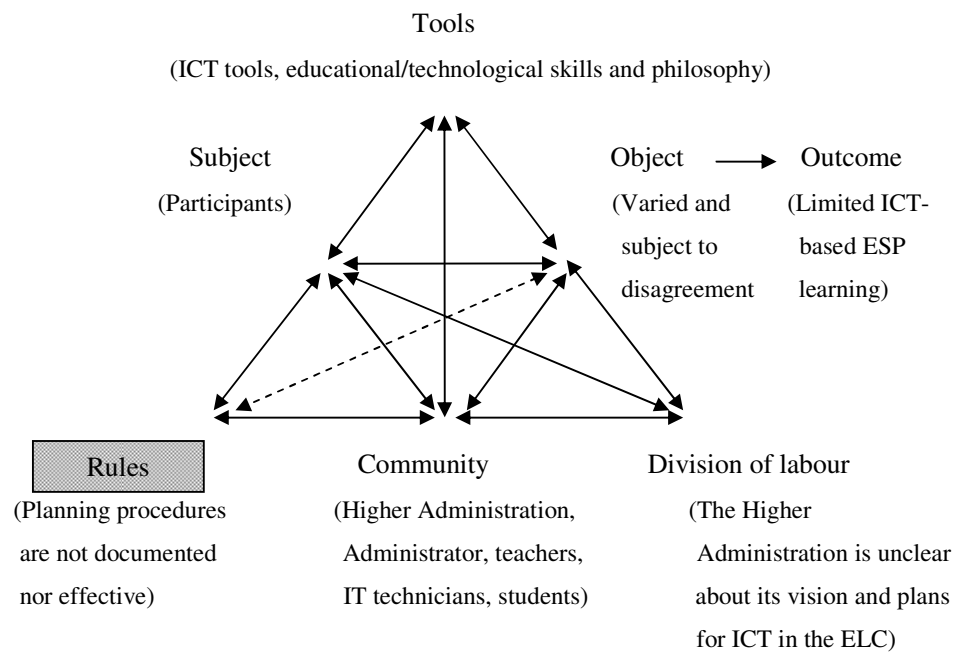 Tools
(ICT tools, educational/technological skills and philosophy)
Subject
(Participants)
Object
(Varied and
subject to
disagreement
Outcome
(Limited ICT-
based ESP
learning)
Rules
(Planning procedures
are not documented
nor effective)
Community
(Higher Administration,
Administrator, teachers,
IT technicians, students)
Division of labour
(The Higher
Administration is unclear
about its vision and plans
for ICT in the ELC)